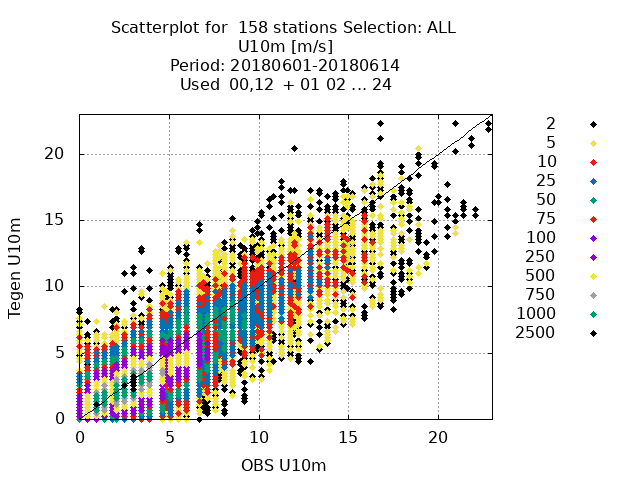 Scatterplot for  158 stations Selection: ALL
U10m [m/s]
Period: 20180601-20180614
Used  00,12  + 01 02 ... 24
Tegen U10m
20
15
10
5
0
0 5 10 15 20
OBS U10m
2
5
10
25
50
75
100
250
500
750
1000
2500